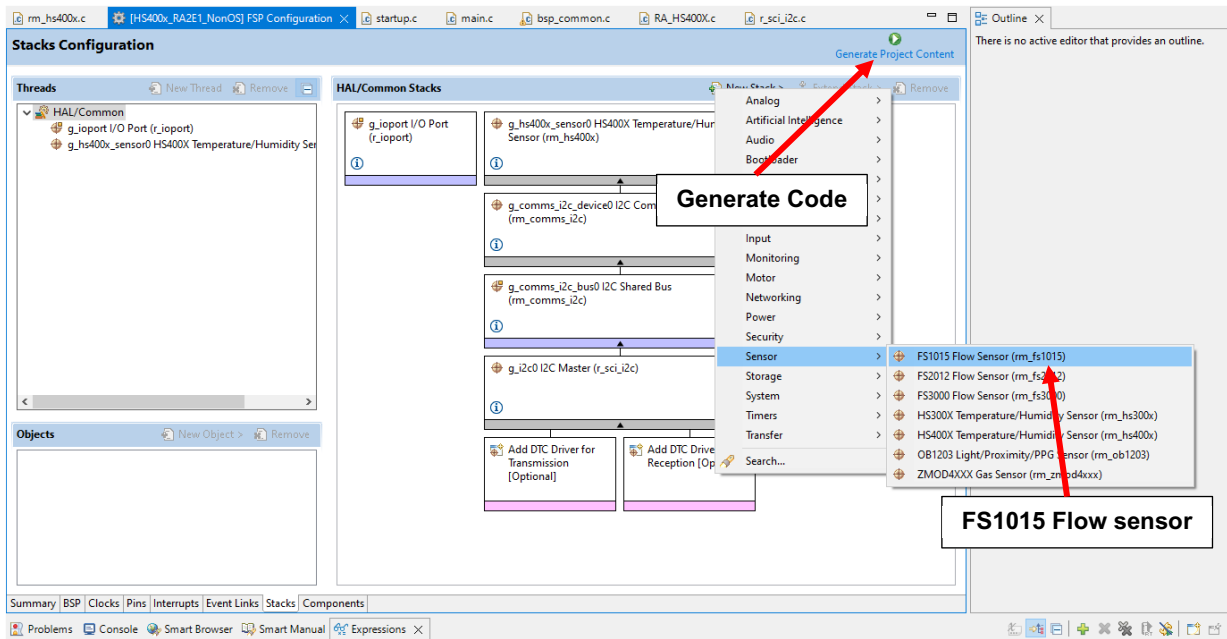 rm_hs400x.c
[HS400x_RA2E1_NonOS] FSP Configuration
startup.c
main.c
bsp_common.c
RA_HS400X.c
r_sci_i2c.c
Outline
There is no active editor that provides an outline.
Stacks Configuration
Generate Project Content
Threads
New Thread
Remove
HAL/Common
g_ioport I/O Port (r_ioport)
g_hs400x_sensor0 HS400X Temperature/Humidity Ser
HAL/Common Stacks
New Stack >
Remove
g_ioport I/O Port
(r_ioport)
g_hs400x_sensor0 HS400X Temperature/Hur
Sensor (rm_hs400x)
g_comms_i2c_device0 I2C Com
(rm_comms_i2c)
g_comms_i2c_bus0 I2C Shared Bus
(rm_comms_i2c)
g_i2c0 I2C Master (r_sci_i2c)
Add DTC Driver for
Transmission
[Optional]
Add DTC Drive
Reception [Op
Analog
Artificial Intelligence
Audio
Bootloader
Input
Monitoring
Motor
Networking
Power
Security
Sensor
Storage
System
Timers
Transfer
Search...
Generate Code
FS1015 Flow Sensor (rm_fs1015)
FS2012 Flow Sensor (rm_fs2012)
FS3000 Flow Sensor (rm_fs3000)
HS300X Temperature/Humidity Sensor (rm_hs300x)
HS400X Temperature/Humidity Sensor (rm_hs400x)
OB1203 Light/Proximity/PPG Sensor (rm_ob1203)
ZMOD4XXX Gas Sensor (rm_zmod4xxx)
FS1015 Flow sensor
Objects
New Object >
Remove
Summary BSP Clocks Pins Interrupts Event Links Stacks Components
Problems Console Smart Browser Smart Manual Expressions